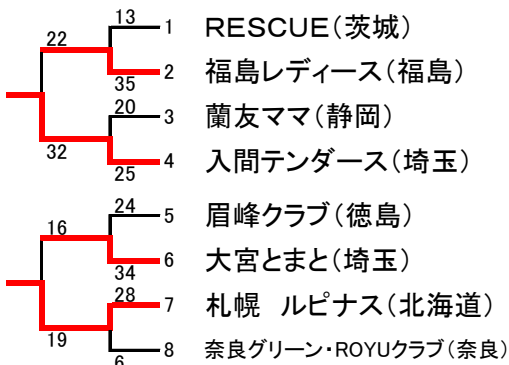 13
1 RESCUE(茨城)
22
2 福島レディース(福島)
35
20
3 蘭友ママ(静岡)
32
4 入間テンダース(埼玉)
25
24
5 眉峰クラブ(徳島)
16
6 大宮とまと(埼玉)
34
28
7 札幌 ルピナス(北海道)
19
8 奈良グリーン・ROYUクラブ(奈良)
6